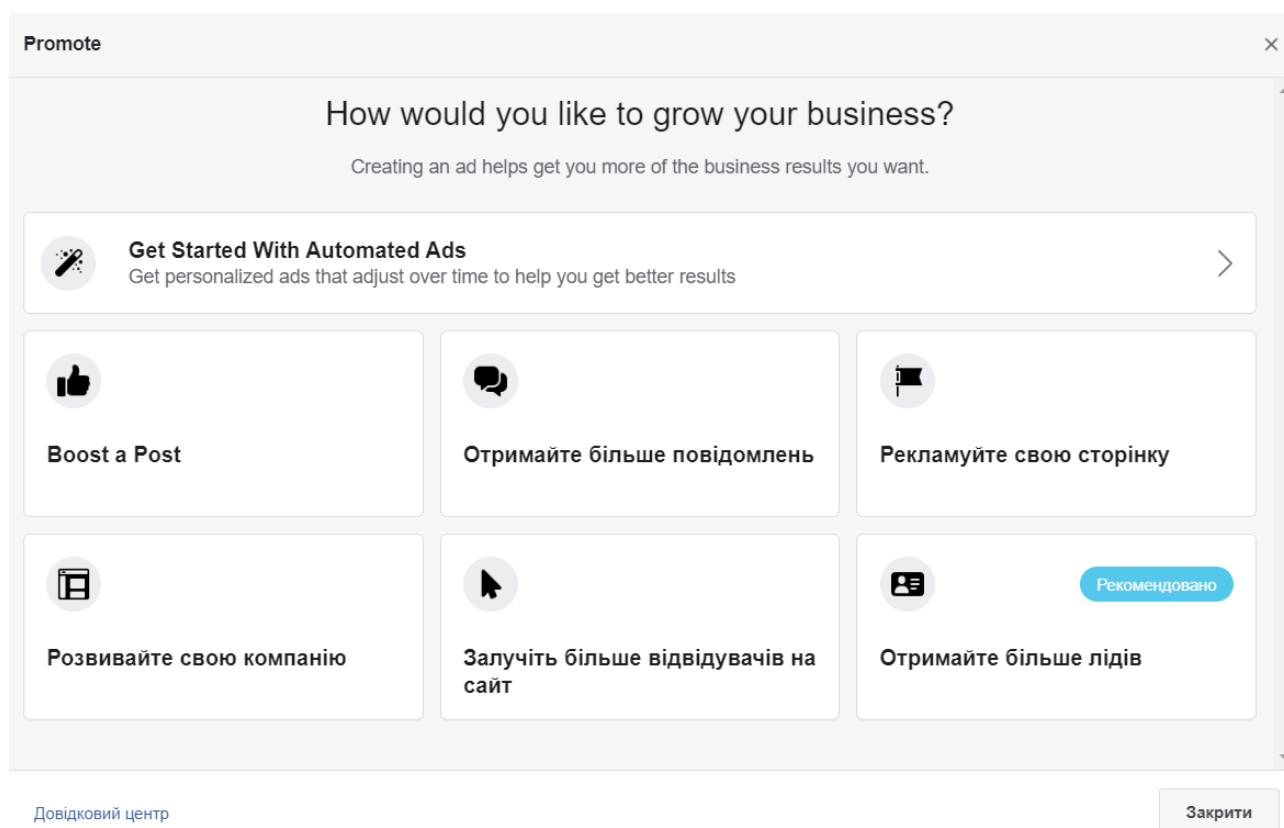 Promote
How would you like to grow your business?
Creating an ad helps get you more of the business results you want.
Get Started With Automated Ads
Get personalized ads that adjust over time to help you get better results
Boost a Post
Отримайте більше повідомлень
Рекламуйте свою сторінку
Розвивайте свою компанію
Залучіть більше відвідувачів на
сайт
Рекомендовано
Отримайте більше лідів
Довідковий центр
Закрити